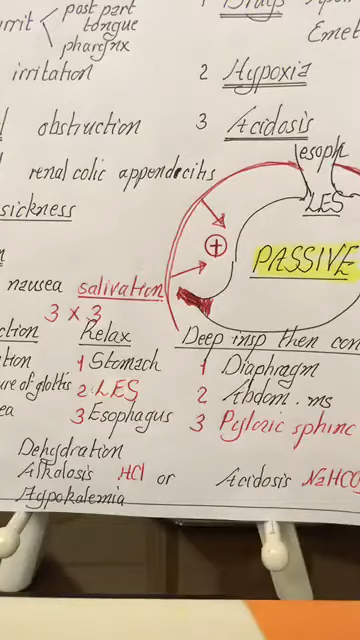 post part
tongue
pharynx
irritation
obstruction
renal colic appendecitis
sickness
1 Drugs
Emet
2 Hypoxia
3 Acidosis
esoph
LES
PASSIVE
nausea salivation
3 x 3
Relax
1 Stomach
2 LES
3 Esophagus
Deep insp then con
1 Diaphragm
2 Abdom. ms
3 Pyloric sphinc
Dehydration
Alkalosis HCl or Acidosis NaHCO
Hypokalemia